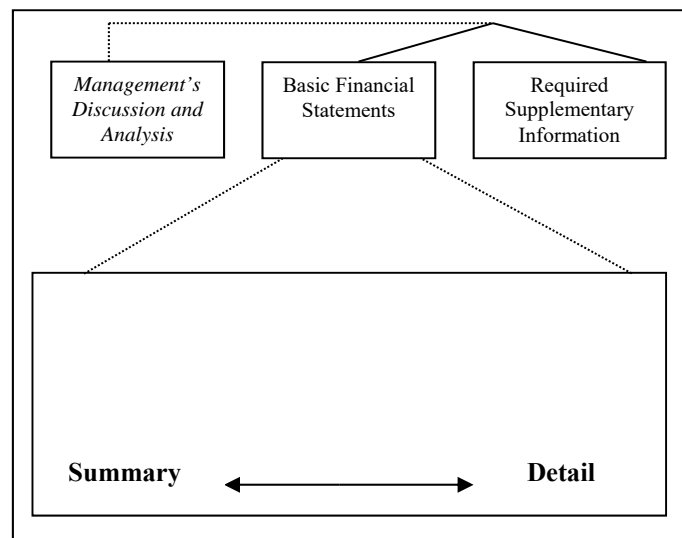 Management's
Discussion and
Analysis
Basic Financial
Statements
Required
Supplementary
Information
Summary
Detail